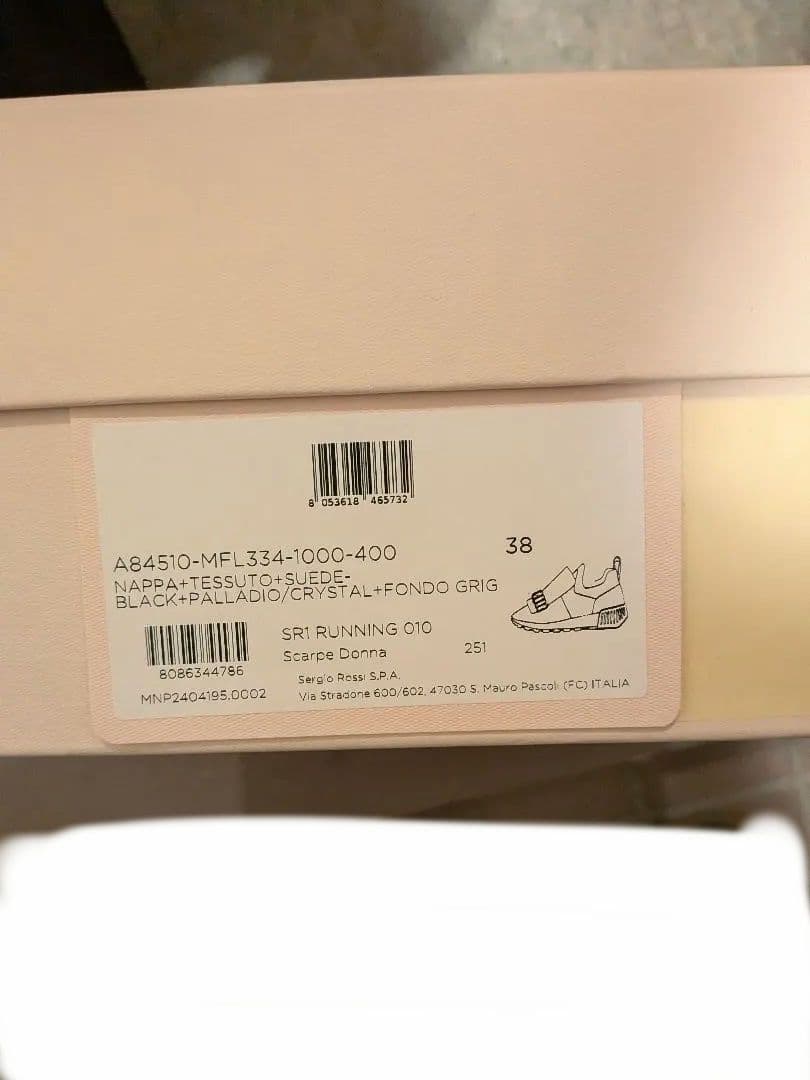 8 053618 465732
A84510-MFL334-1000-400
38
NAPPA+TESSUTO+SUEDE-
BLACK+PALLADIO/CRYSTAL+FONDO GRIG
SR1 RUNNING 010
8086344786
Scarpe Donna
251
MNP2404195.0002
Sergio Rossi S.P.A.
Via Stradone 600/602, 47030 S. Mauro Pascoli (FC) ITALIA